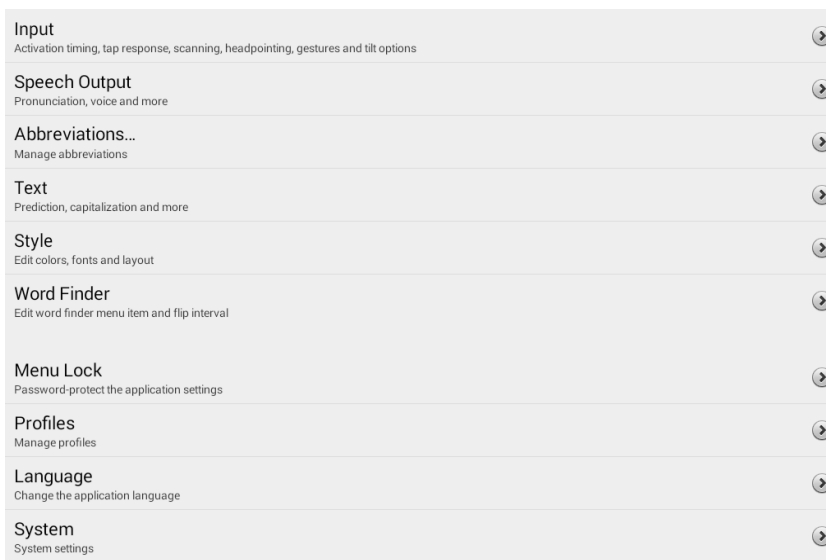 Input
Activation timing, tap response, scanning, headpointing, gestures and tilt options
Speech Output
Pronunciation, voice and more
Abbreviations...
Manage abbreviations
Text
Prediction, capitalization and more
Style
Edit colors, fonts and layout
Word Finder
Edit word finder menu item and flip interval
Menu Lock
Password-protect the application settings
Profiles
Manage profiles
Language
Change the application language
System
System settings